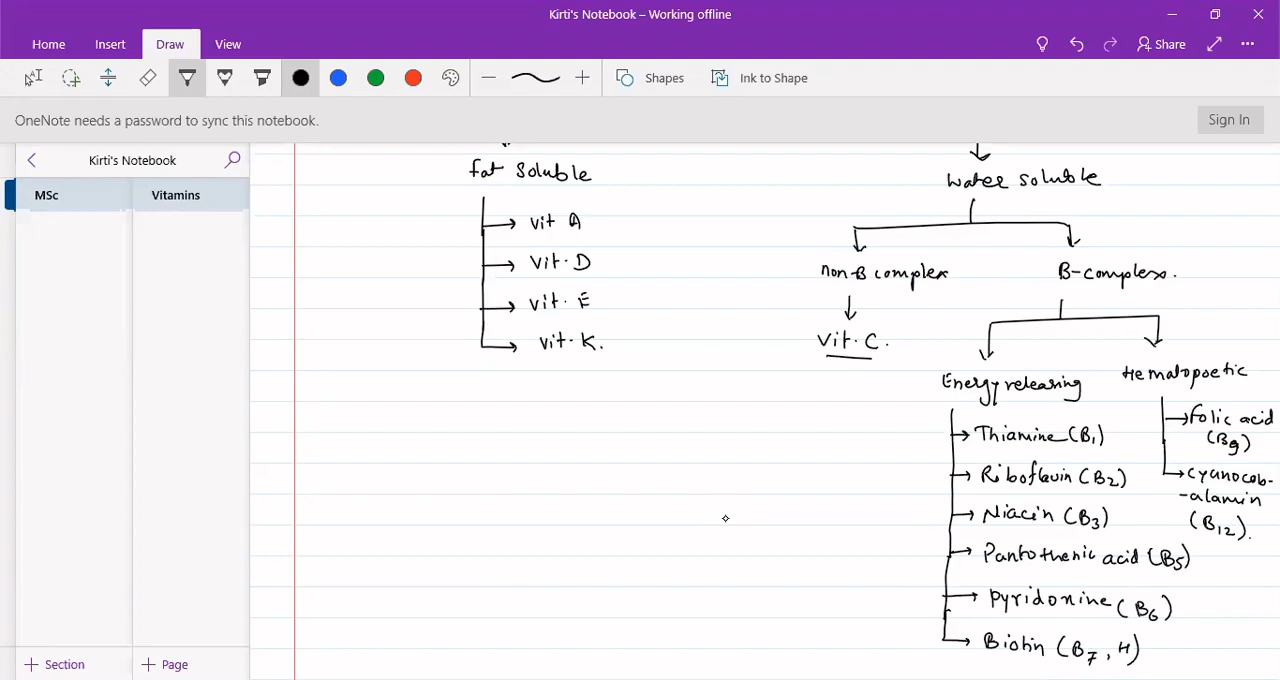 Kirti's Notebook – Working offline
Home Insert Draw View
Share
Shapes Ink to Shape
OneNote needs a password to sync this notebook.
Sign In
Kirti's Notebook
MSc
Vitamins
Fat soluble
Vit A
Vit. D
Vit. E
Vit. K.
Water soluble
non-B complex
B-complex.
Vit. C.
Energy releasing
Thiamine (B1)
Riboflavin (B2)
Niacin (B3)
Pantothenic acid (B5)
Pyridoxine (B6)
Biotin (B7, H)
Hematopoetic
Folic acid
(B9)
Cyanocob-
-alamin
(B12).
+ Section
+ Page